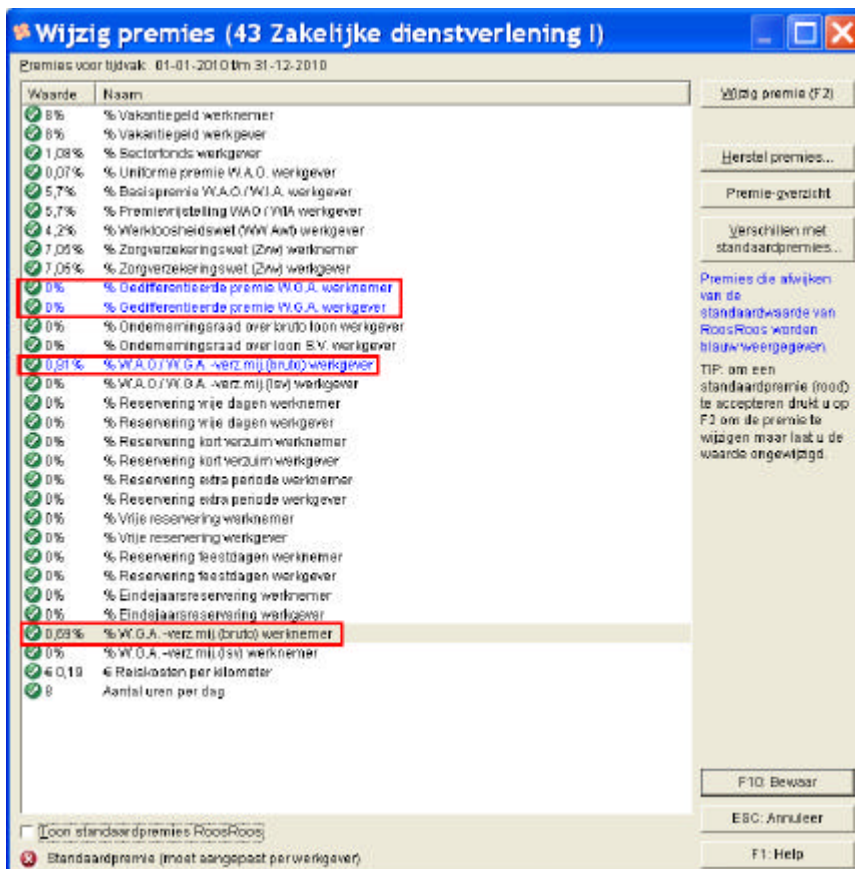 Wijzig premies (43 Zakelijke dienstverlening I)
Premies voor tijdvak: 01-01-2010 t/m 31-12-2010
Waarde Naam
8% % Vakantiegeld werknemer
8% % Vakantiegeld werkgever
1,08% % Sectorfonds werkgever
0,07% % Uniforme premie W.A.O. werkgever
5,7% % Basispremie W.A.O./W.I.A. werkgever
5,7% % Premievrijstelling WAO / WIA werkgever
4,2% % Werkloosheidswet (WW Awf) werkgever
7,05% % Zorgverzekeringswet (Zvw) werknemer
7,05% % Zorgverzekeringswet (Zvw) werkgever
0% % Gedifferentieerde premie W.G.A. werknemer
0% % Gedifferentieerde premie W.G.A. werkgever
0% % Ondernemingsraad over bruto loon werkgever
0% % Ondernemingsraad over loon S.V. werkgever
% W.A.O./W.G.A. -verz.mij.(bruto) werkgever
0% % W.A.O./W.G.A. -verz.mij.(lsv) werkgever
0% % Reservering vrije dagen werknemer
0% % Reservering vrije dagen werkgever
0% % Reservering kort verzuim werknemer
0% % Reservering kort verzuim werkgever
0% % Reservering extra periode werknemer
0% % Reservering extra periode werkgever
0% % Vrije reservering werknemer
0% % Vrije reservering werkgever
0% % Reservering feestdagen werknemer
0% % Reservering feestdagen werkgever
0% % Eindejaarsreservering werknemer
0% % Eindejaarsreservering werkgever
% W.G.A. -verz.mij.(bruto) werknemer
0% % W.G.A. -verz.mij.(lsv) werknemer
€ 0,19 € Reiskosten per kilometer
8 Aantal uren per dag
Toon standaardpremies RoosRoos
Standaardpremie (moet aangepast per werkgever)
Wijzig premie (F2)
Herstel premies...
Premie-overzicht
Verschillen met
standaardpremies...
Premies die afwijken
van de
standaardwaarde van
RoosRoos worden
blauw weergegeven.
TIP: om een
standaardpremie (rood)
te accepteren drukt u op
F2 om de premie te
wijzigen maar laat u de
waarde ongewijzigd.
F10: Bewaar
ESC: Annuleer
F1: Help